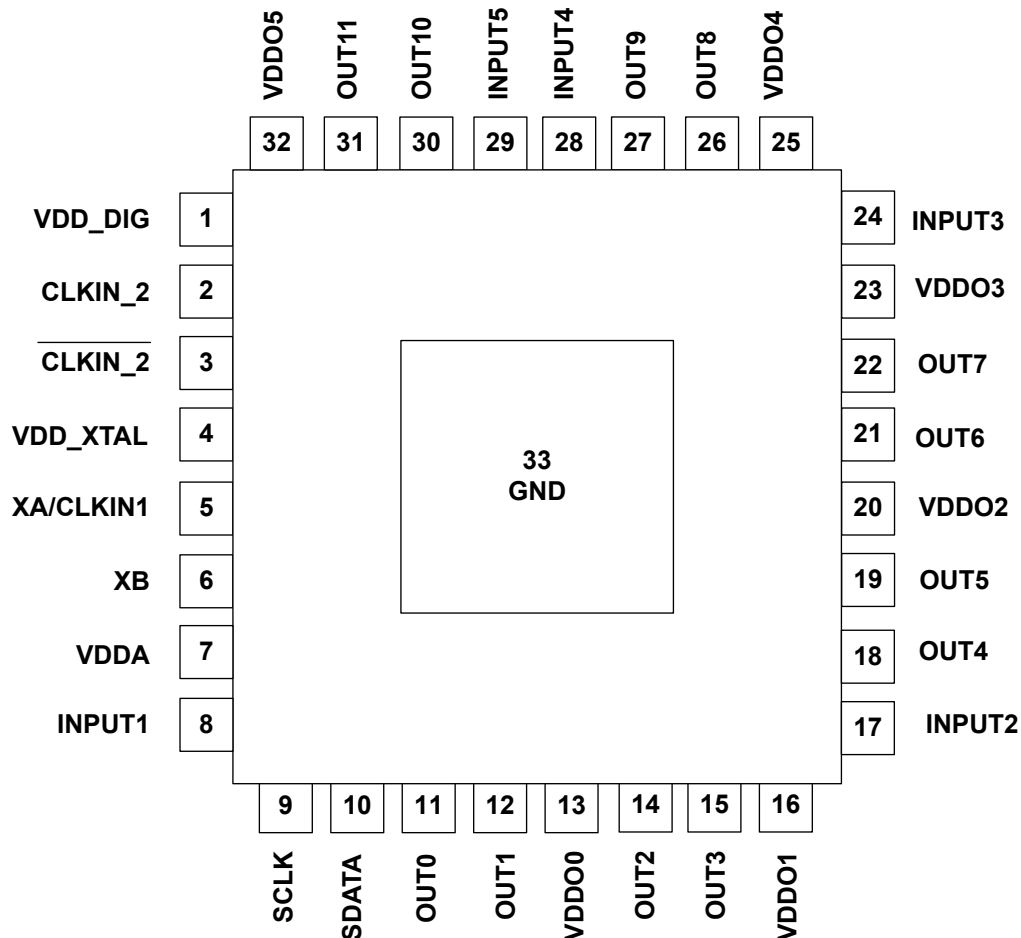 VDDO5
OUT11
OUT10
INPUT5
INPUT4
OUT9
OUT8
VDDO4
32
31
30
29
28
27
26
25
VDD_DIG 1
CLKIN_2 2
CLKIN_2 3
VDD_XTAL 4
XA/CLKIN1 5
XB 6
VDDA 7
INPUT1 8
33
GND
24 INPUT3
23 VDDO3
22 OUT7
21 OUT6
20 VDDO2
19 OUT5
18 OUT4
17 INPUT2
9
10
11
12
13
14
15
16
SCLK
SDATA
OUT0
OUT1
VDDO0
OUT2
OUT3
VDDO1